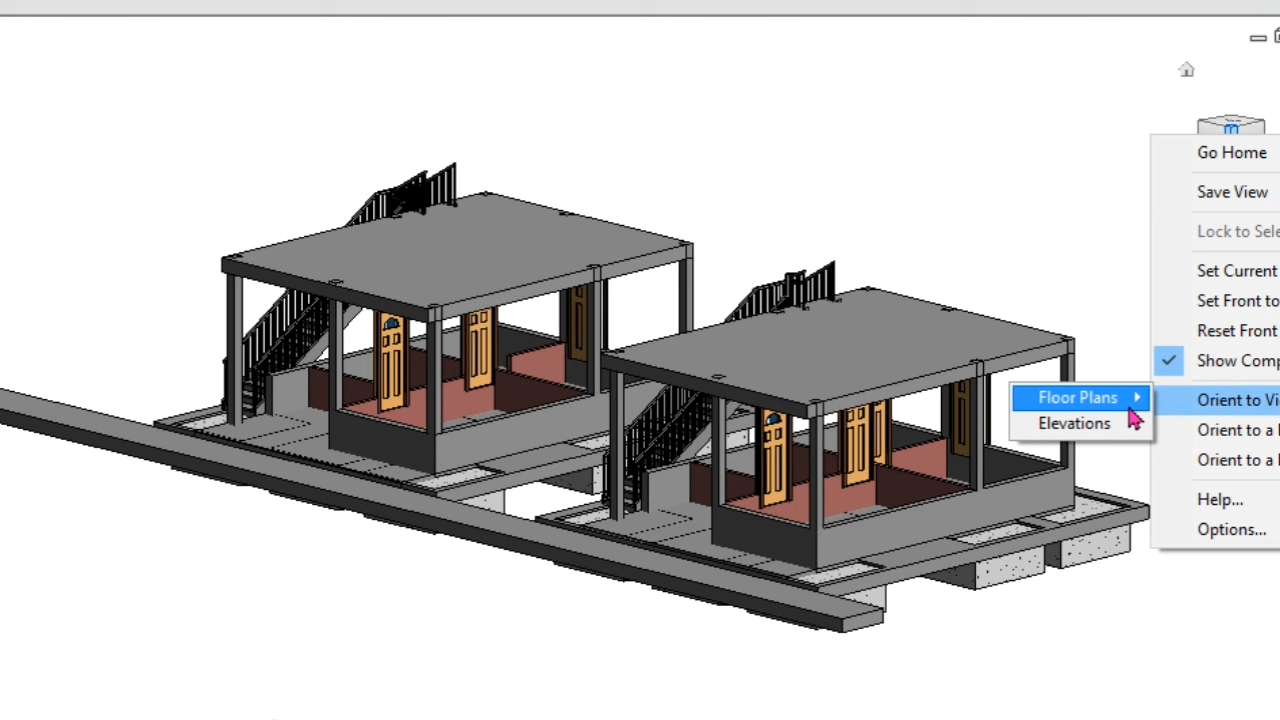 Go Home
Save View
Lock to Sele
Set Current
Set Front to
Reset Front
Show Comp
Floor Plans
Orient to Vi
Elevations
Orient to a
Orient to a
Help...
Options...